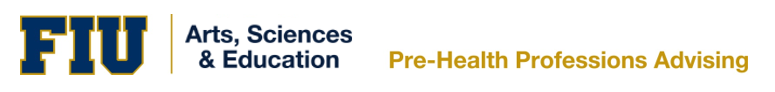 FIU
Arts, Sciences
& Education
Pre-Health Professions Advising